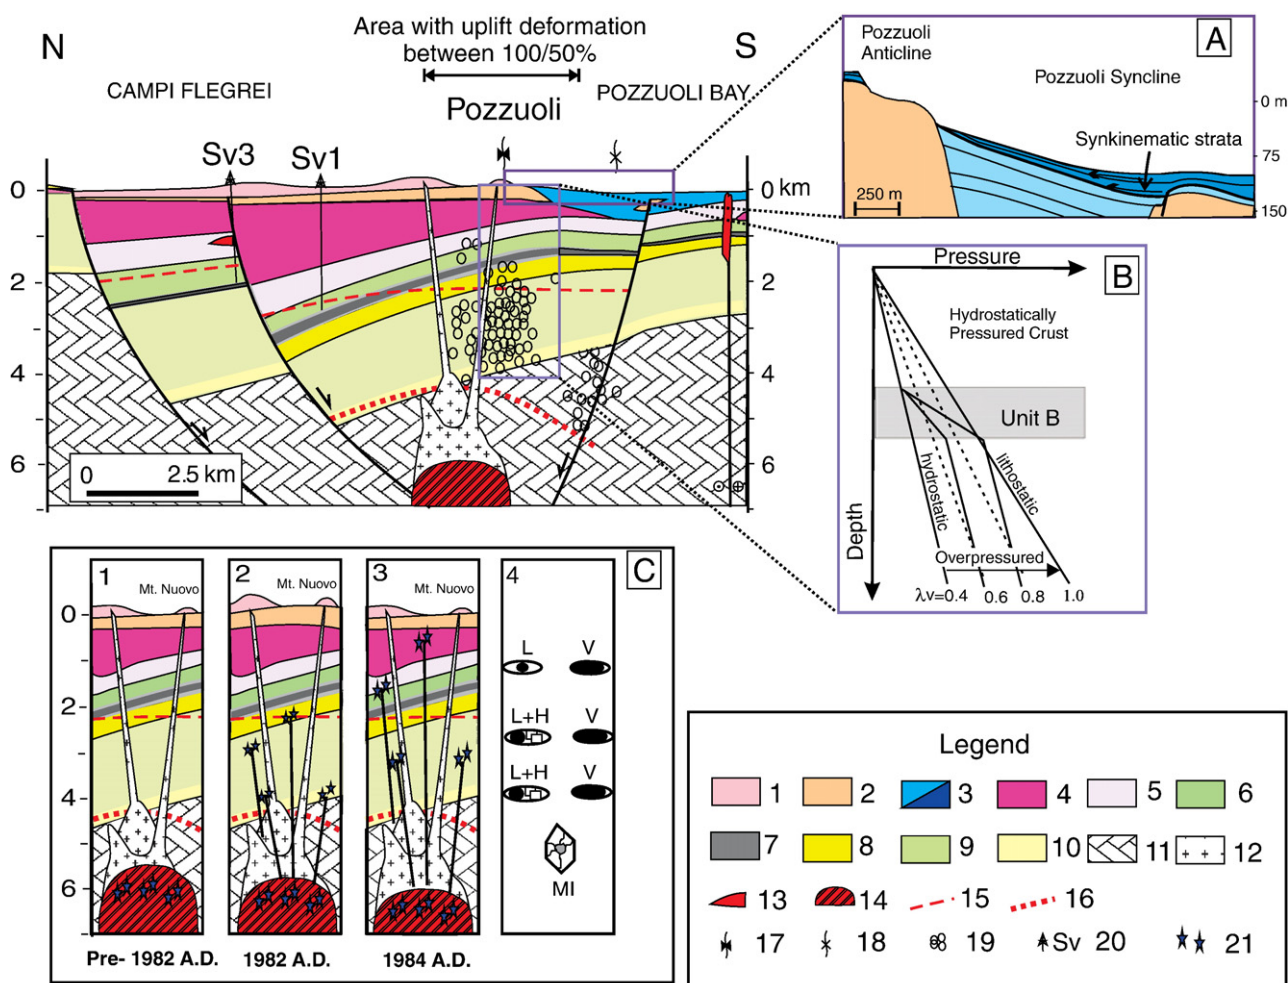 N
Area with uplift deformation
between 100/50%
S
CAMPI FLEGREI
Pozzuoli
POZZUOLI BAY
Sv3
Sv1
0
2
4
6
0 km
2
4
6
0
2.5 km
A
Pozzuoli
Anticline
Pozzuoli Syncline
0 m
Synkinematic strata
75
250 m
150
Pressure
B
Hydrostatically
Pressured Crust
Unit B
hydrostatic
lithostatic
Depth
Overpressured
λv=0.4
0.6
0.8
1.0
C
1
Mt. Nuovo
2
Mt. Nuovo
3
Mt. Nuovo
4
0
2
4
6
L
V
L+H
V
L+H
V
MI
Pre- 1982 A.D.
1982 A.D.
1984 A.D.
Legend
1
2
3
4
5
6
7
8
9
10
11
12
13
14
15
16
17
18
19
Sv 20
21